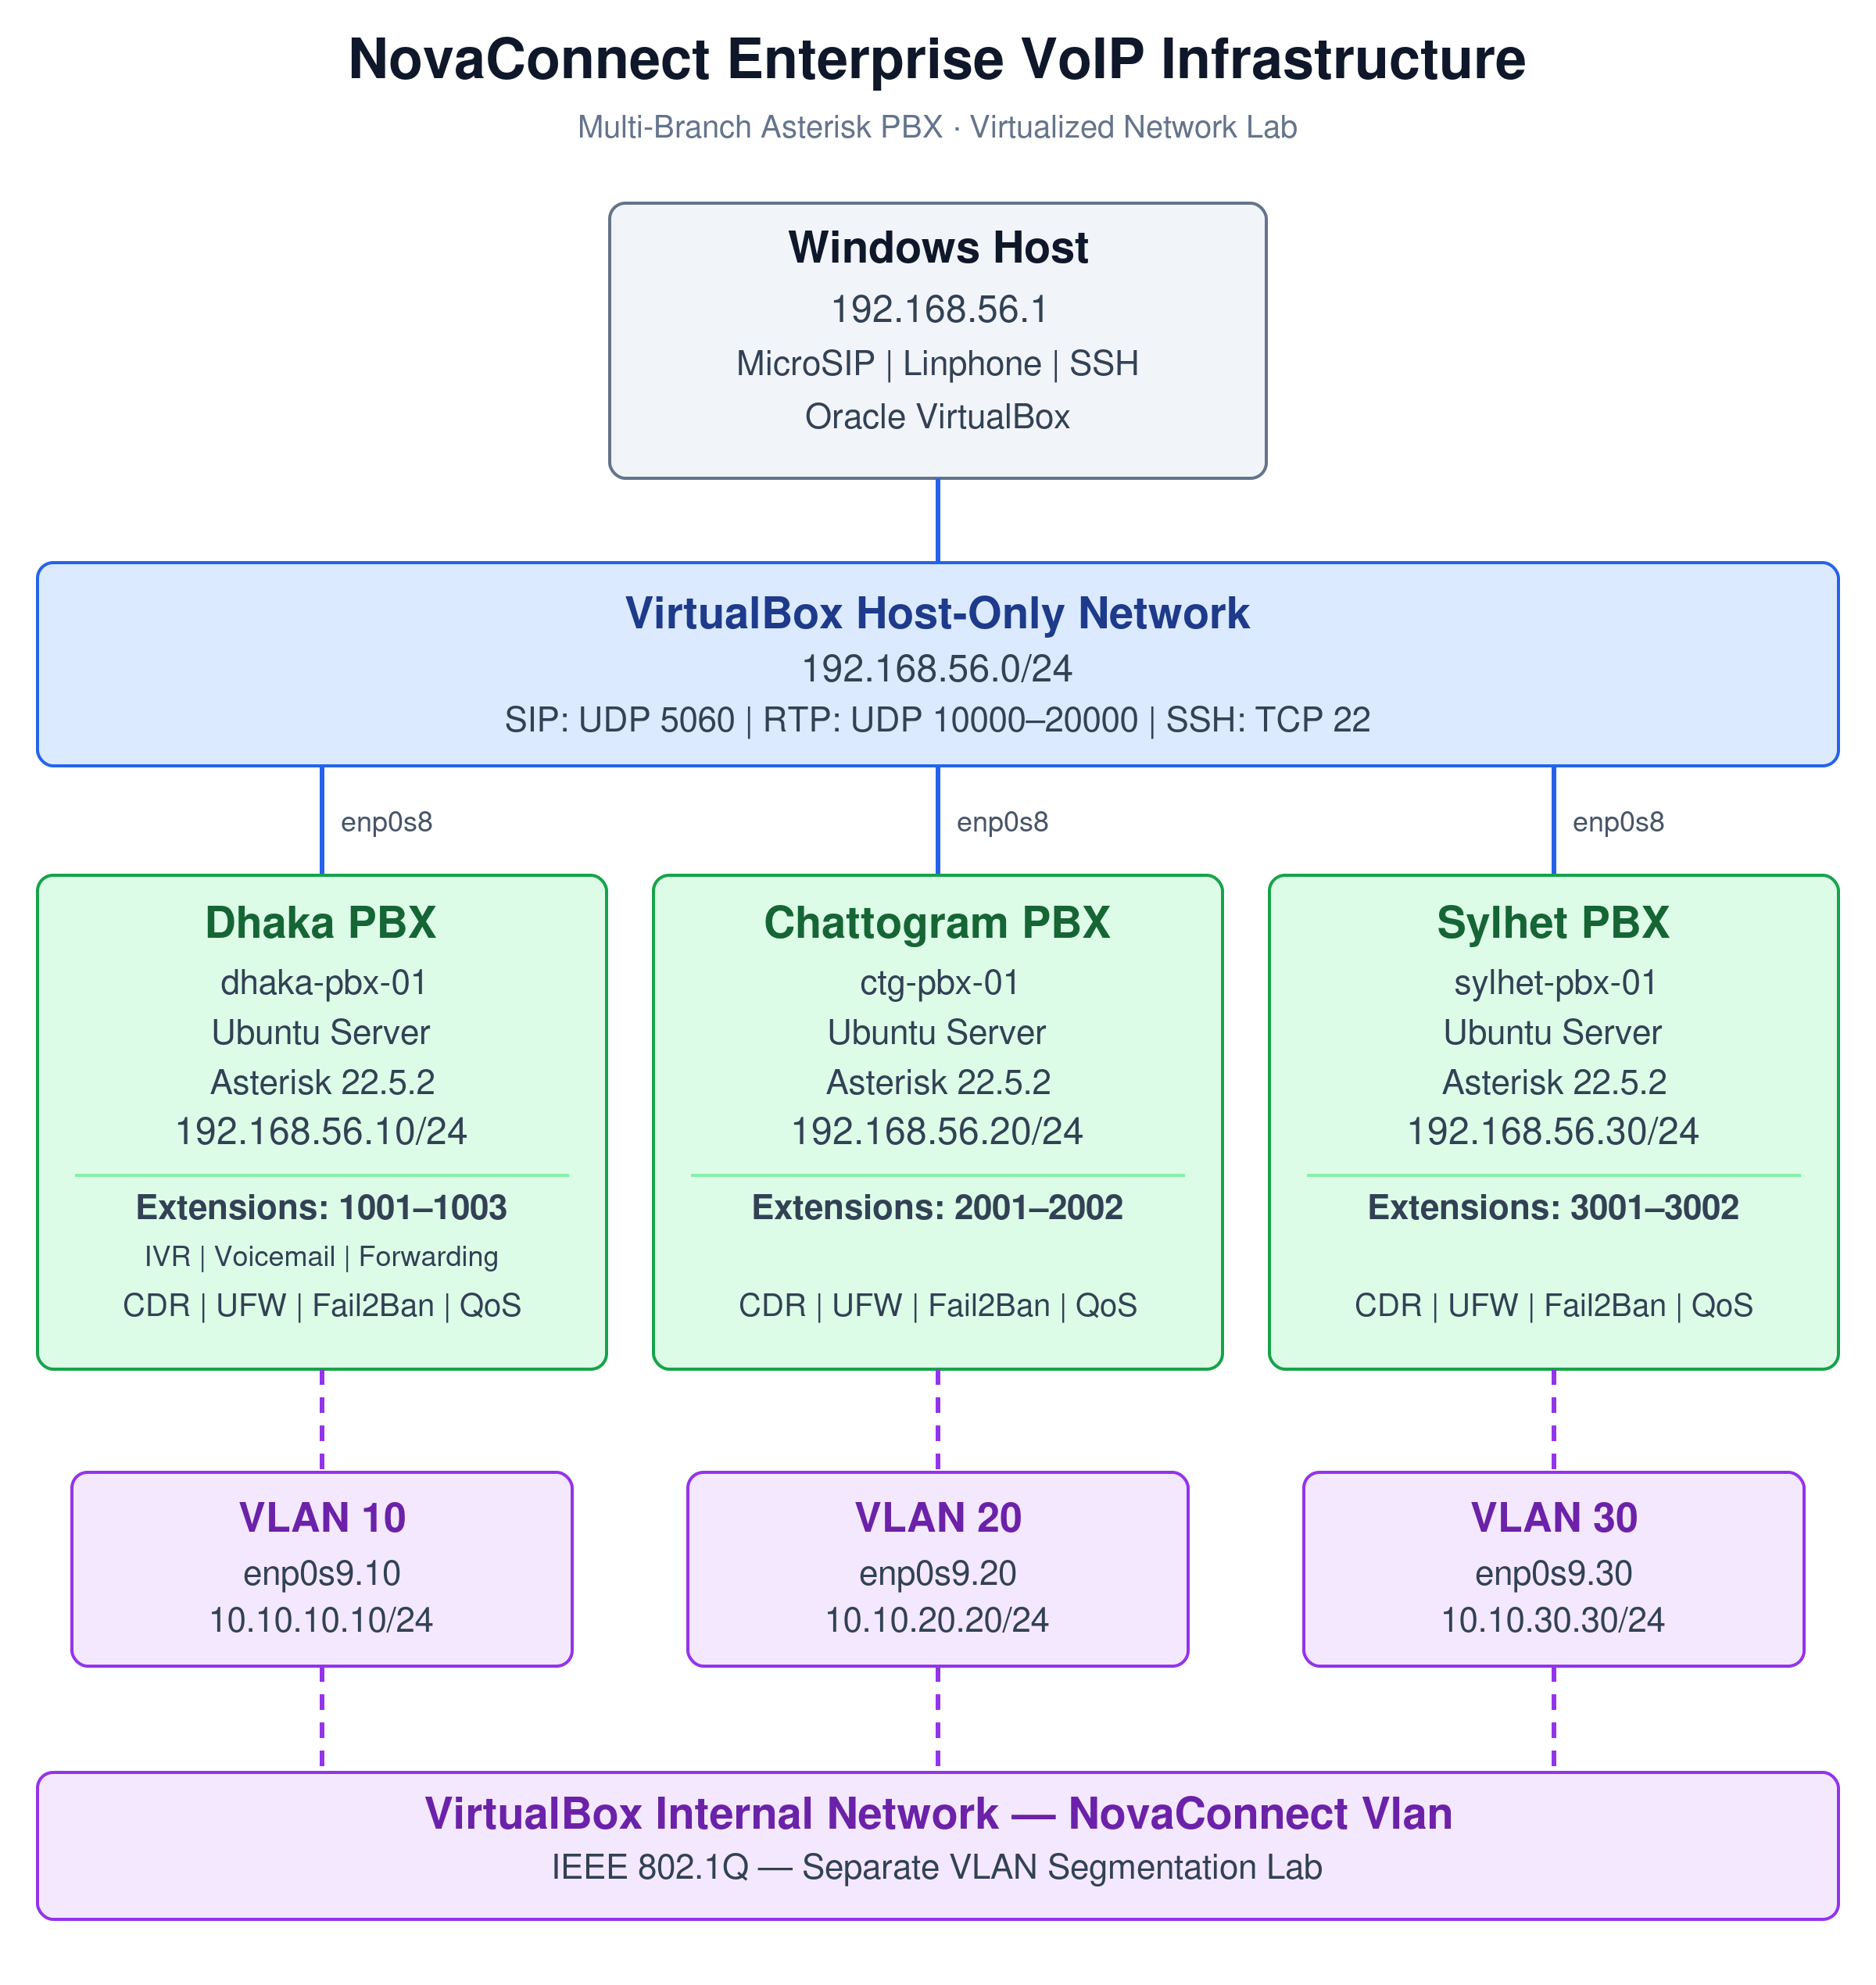 NovaConnect Enterprise VoIP Infrastructure
Multi-Branch Asterisk PBX · Virtualized Network Lab
Windows Host
192.168.56.1
MicroSIP | Linphone | SSH
Oracle VirtualBox
VirtualBox Host-Only Network
192.168.56.0/24
SIP: UDP 5060 | RTP: UDP 10000–20000 | SSH: TCP 22
enp0s8
enp0s8
enp0s8
Dhaka PBX
dhaka-pbx-01
Ubuntu Server
Asterisk 22.5.2
192.168.56.10/24
Extensions: 1001–1003
IVR | Voicemail | Forwarding
CDR | UFW | Fail2Ban | QoS
Chattogram PBX
ctg-pbx-01
Ubuntu Server
Asterisk 22.5.2
192.168.56.20/24
Extensions: 2001–2002
CDR | UFW | Fail2Ban | QoS
Sylhet PBX
sylhet-pbx-01
Ubuntu Server
Asterisk 22.5.2
192.168.56.30/24
Extensions: 3001–3002
CDR | UFW | Fail2Ban | QoS
VLAN 10
enp0s9.10
10.10.10.10/24
VLAN 20
enp0s9.20
10.10.20.20/24
VLAN 30
enp0s9.30
10.10.30.30/24
VirtualBox Internal Network — NovaConnect Vlan
IEEE 802.1Q — Separate VLAN Segmentation Lab